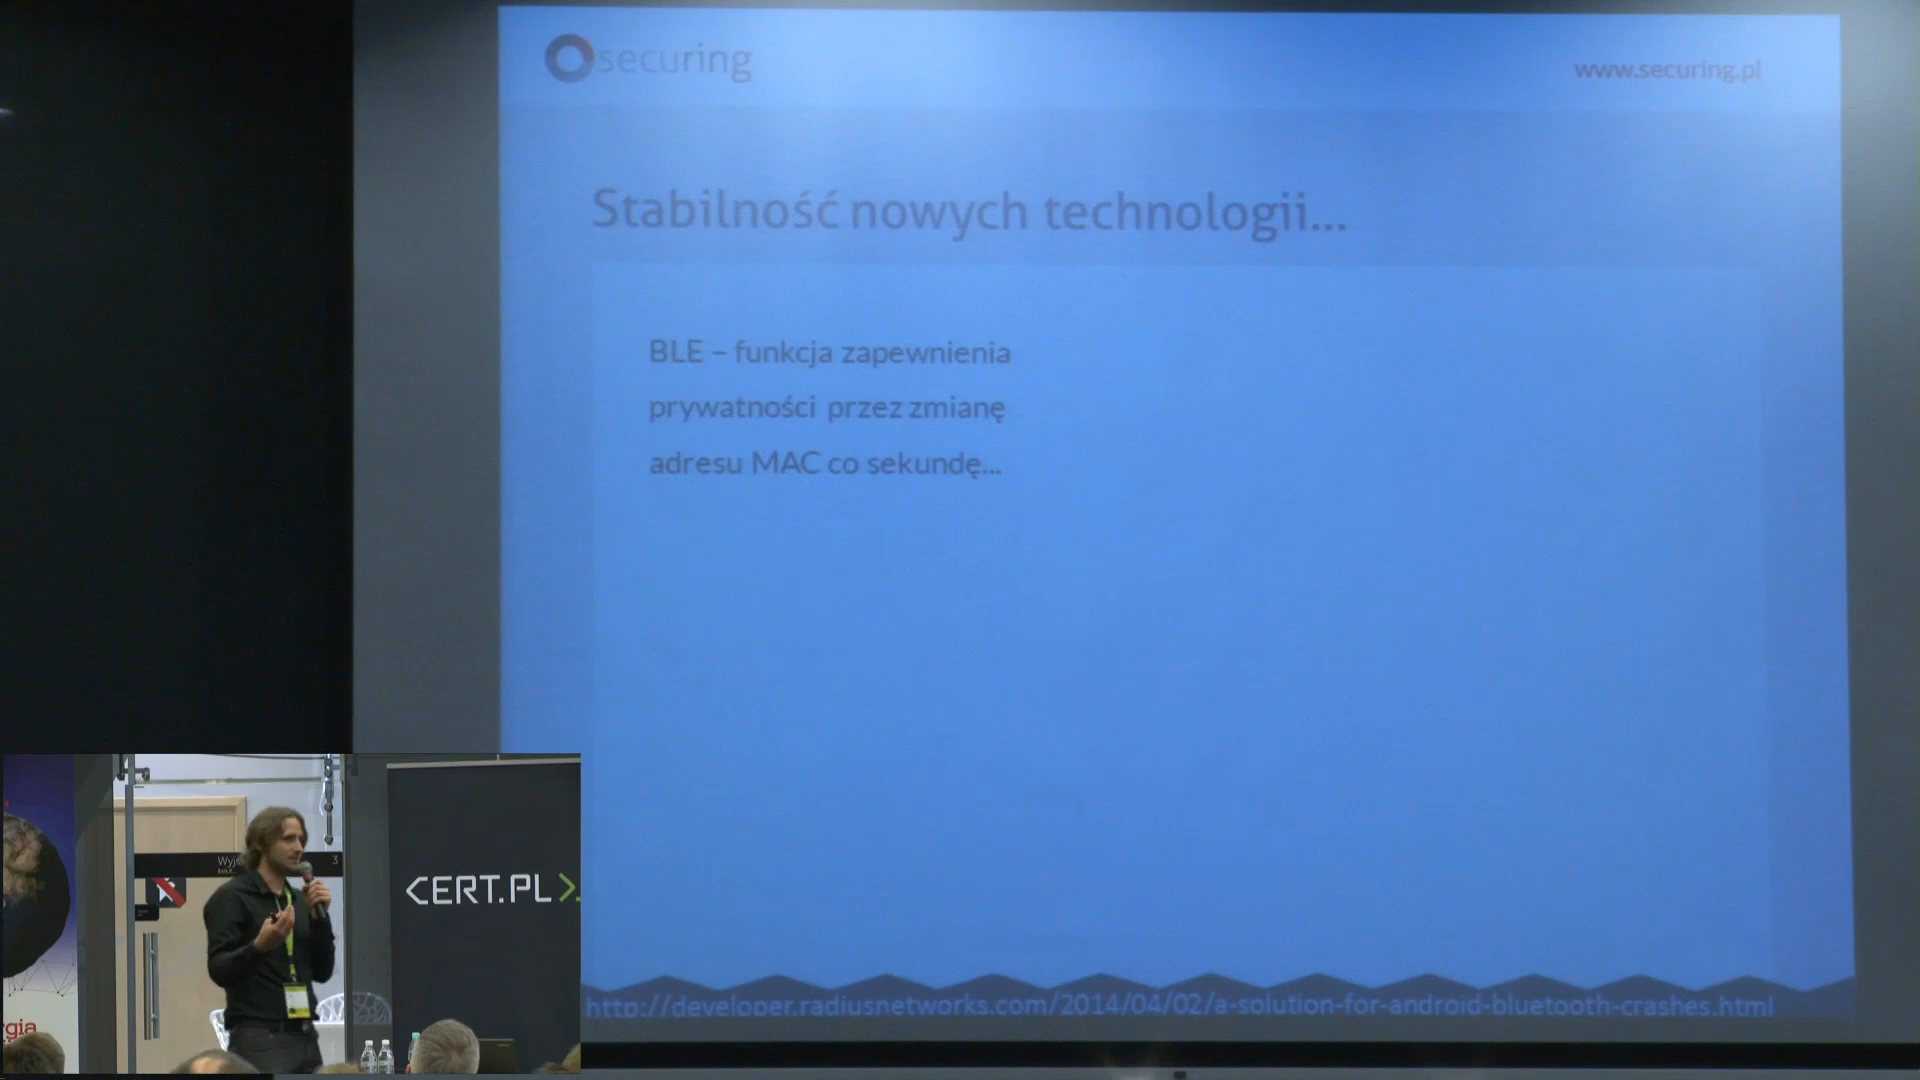 securing
www.securing.pl
Stabilność nowych technologii...
BLE – funkcja zapewnienia
prywatności przez zmianę
adresu MAC co sekundę...
http://developer.radiusnetworks.com/2014/04/02/a-solution-for-android-bluetooth-crashes.html
3
CERT.PL>_